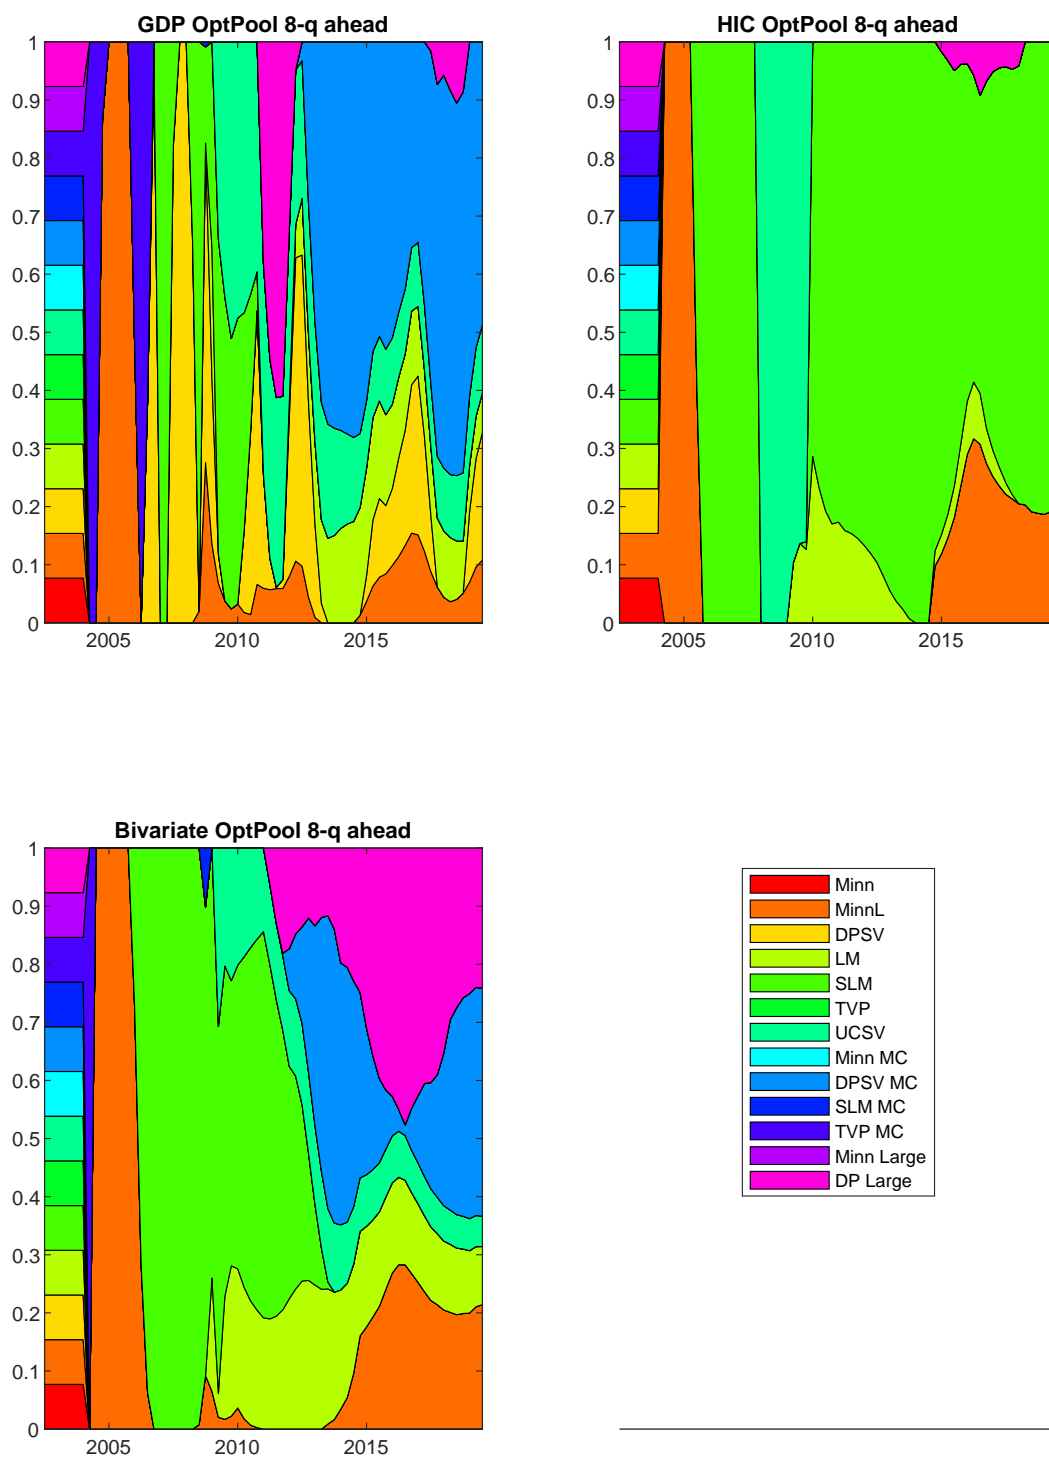 GDP OptPool 8-q ahead
1
0.9
0.8
0.7
0.6
0.5
0.4
0.3
0.2
0.1
0
2005 2010 2015
HIC OptPool 8-q ahead
1
0.9
0.8
0.7
0.6
0.5
0.4
0.3
0.2
0.1
0
2005 2010 2015
Bivariate OptPool 8-q ahead
1
0.9
0.8
0.7
0.6
0.5
0.4
0.3
0.2
0.1
0
2005 2010 2015
Minn
MinnL
DPSV
LM
SLM
TVP
UCSV
Minn MC
DPSV MC
SLM MC
TVP MC
Minn Large
DP Large